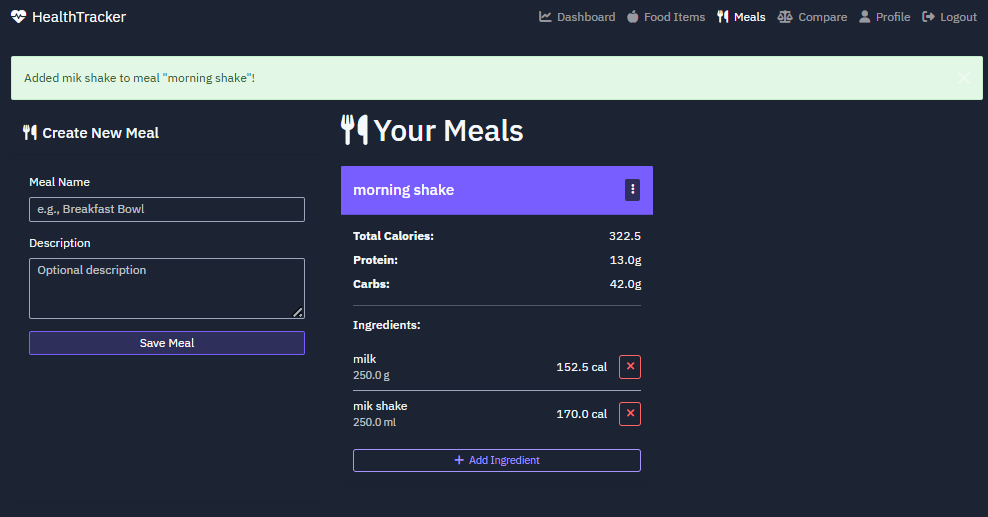 HealthTracker
Dashboard Food Items Meals Compare Profile Logout
Added mik shake to meal "morning shake"!
Create New Meal
Meal Name
e.g., Breakfast Bowl
Description
Optional description
Save Meal
Your Meals
morning shake
Total Calories: 322.5
Protein: 13.0g
Carbs: 42.0g
Ingredients:
milk
250.0 g
152.5 cal
mik shake
250.0 ml
170.0 cal
Add Ingredient